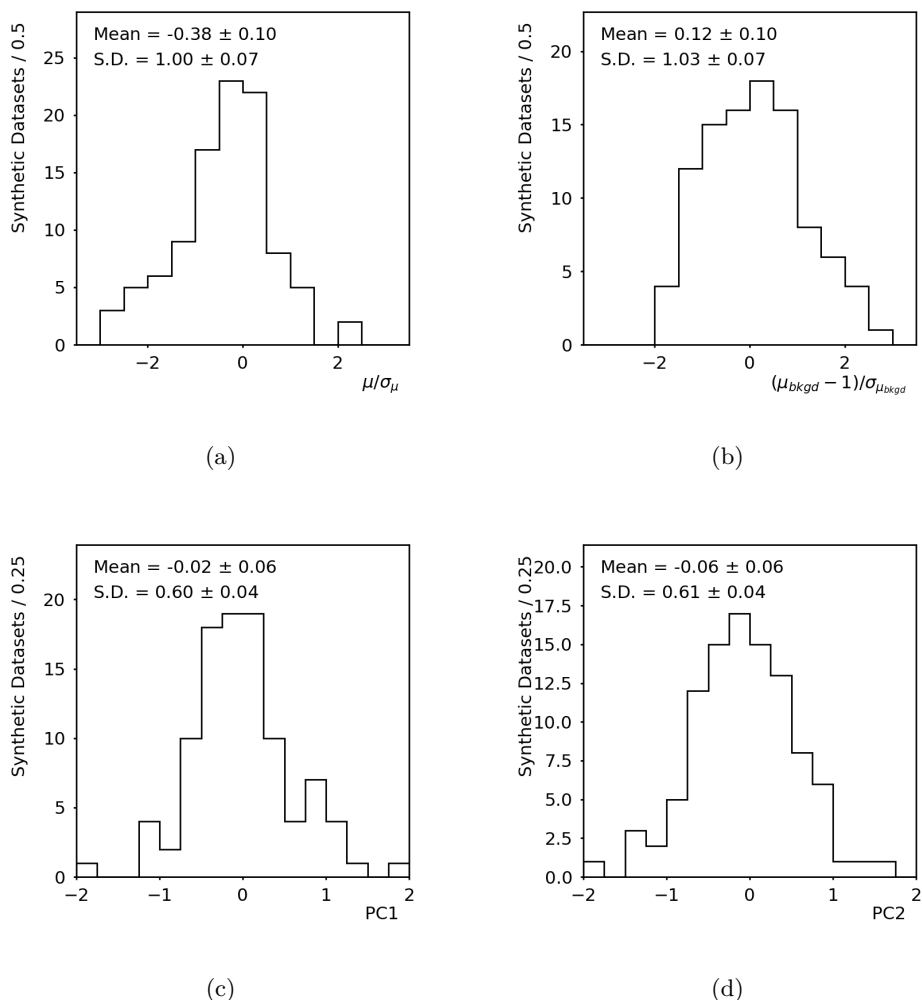 Mean = -0.38 ± 0.10
S.D. = 1.00 ± 0.07
Synthetic Datasets / 0.5
25
20
15
10
5
0
−2 0 2
μ/σ_μ
(a)
Mean = 0.12 ± 0.10
S.D. = 1.03 ± 0.07
Synthetic Datasets / 0.5
20
15
10
5
0
−2 0 2
(μ_bkgd − 1)/σ_μ_bkgd
(b)
Mean = -0.02 ± 0.06
S.D. = 0.60 ± 0.04
Synthetic Datasets / 0.25
20
15
10
5
0
−2 −1 0 1 2
PC1
(c)
Mean = -0.06 ± 0.06
S.D. = 0.61 ± 0.04
Synthetic Datasets / 0.25
20.0
17.5
15.0
12.5
10.0
7.5
5.0
2.5
0.0
−2 −1 0 1 2
PC2
(d)